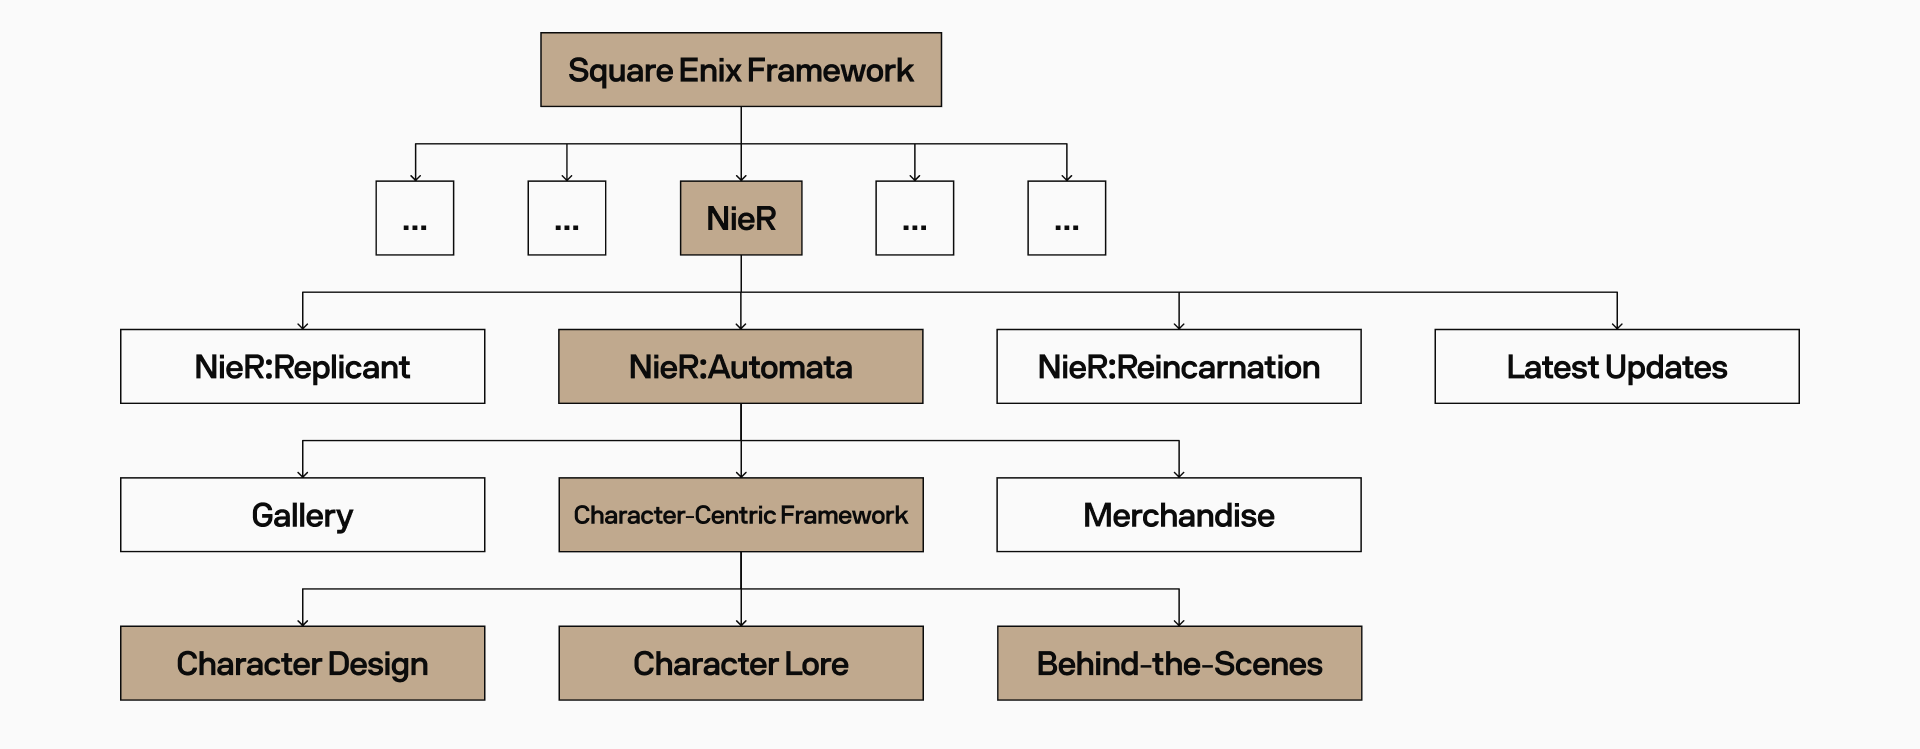 Square Enix Framework
...
...
NieR
...
...
NieR:Replicant
NieR:Automata
NieR:Reincarnation
Latest Updates
Gallery
Character-Centric Framework
Merchandise
Character Design
Character Lore
Behind-the-Scenes